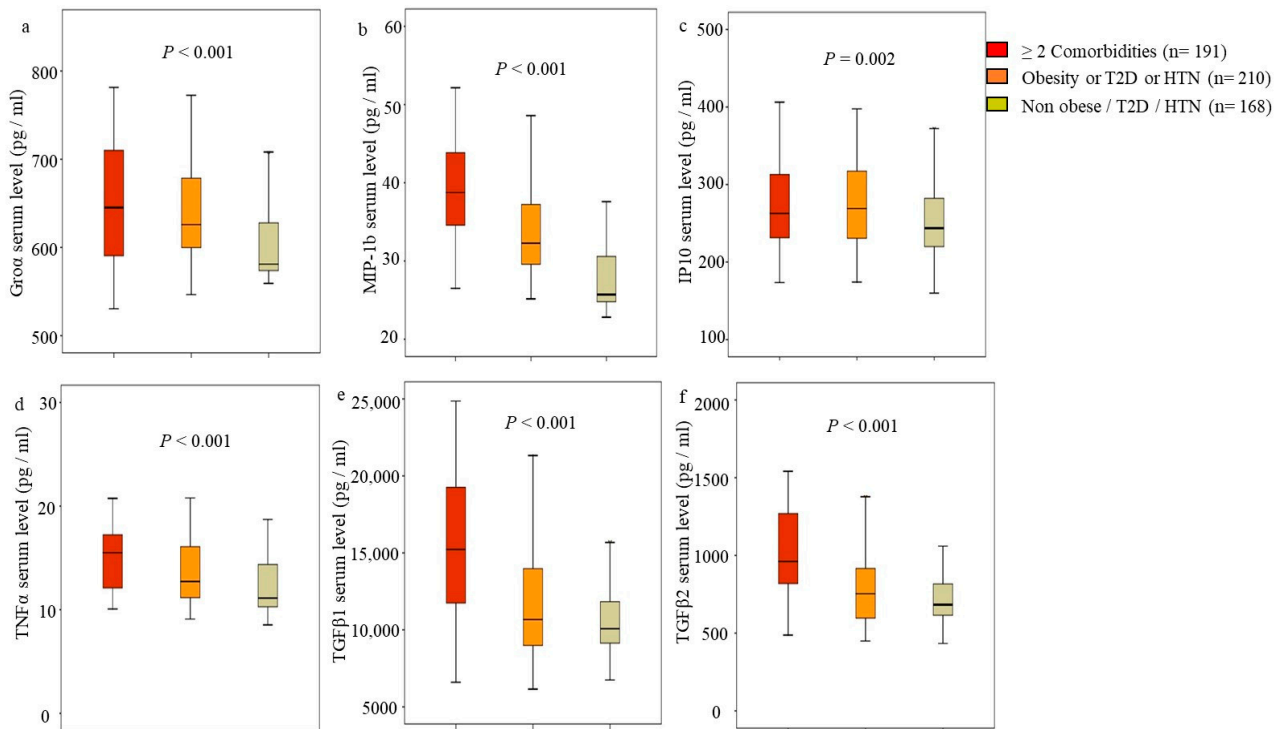 a
P < 0.001
Groα serum level (pg / ml)
800
700
600
500
b
P < 0.001
MIP-1b serum level (pg / ml)
40
50
40
30
20
c
P = 0.002
IP10 serum level (pg / ml)
500
400
300
200
100
≥ 2 Comorbidities (n= 191)
Obesity or T2D or HTN (n= 210)
Non obese / T2D / HTN (n= 168)
d
P < 0.001
TNFα serum level (pg / ml)
30
20
10
0
e
P < 0.001
TGFβ1 serum level (pg / ml)
25,000
20,000
15,000
10,000
5000
f
P < 0.001
TGFβ2 serum level (pg / ml)
2000
1500
1000
500
0